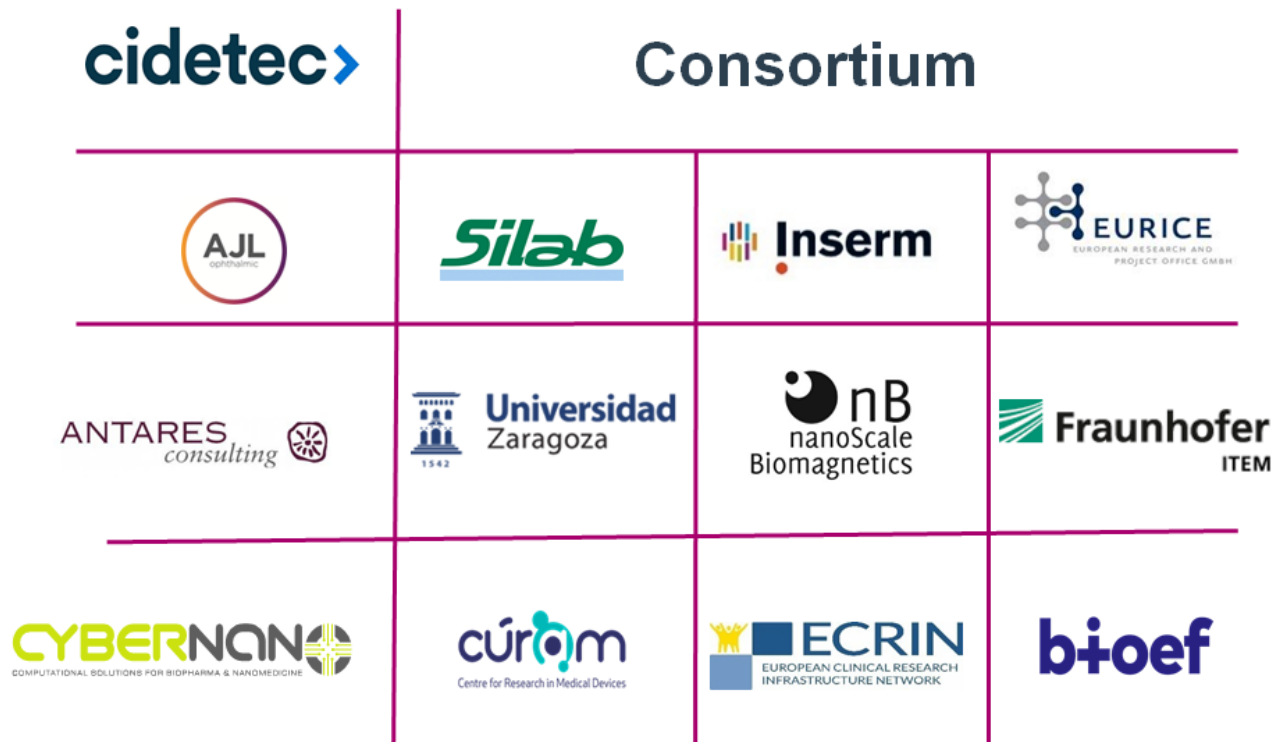 cidetec>
Consortium
AJL
ophthalmic
Silab
Inserm
EURICE
EUROPEAN RESEARCH AND
PROJECT OFFICE GMBH
ANTARES
consulting
1542
Universidad
Zaragoza
nB
nanoScale
Biomagnetics
Fraunhofer
ITEM
CYBERNANO
COMPUTATIONAL SOLUTIONS FOR BIOPHARMA & NANOMEDICINE
cúram
Centre for Research in Medical Devices
ECRIN
EUROPEAN CLINICAL RESEARCH
INFRASTRUCTURE NETWORK
bioef